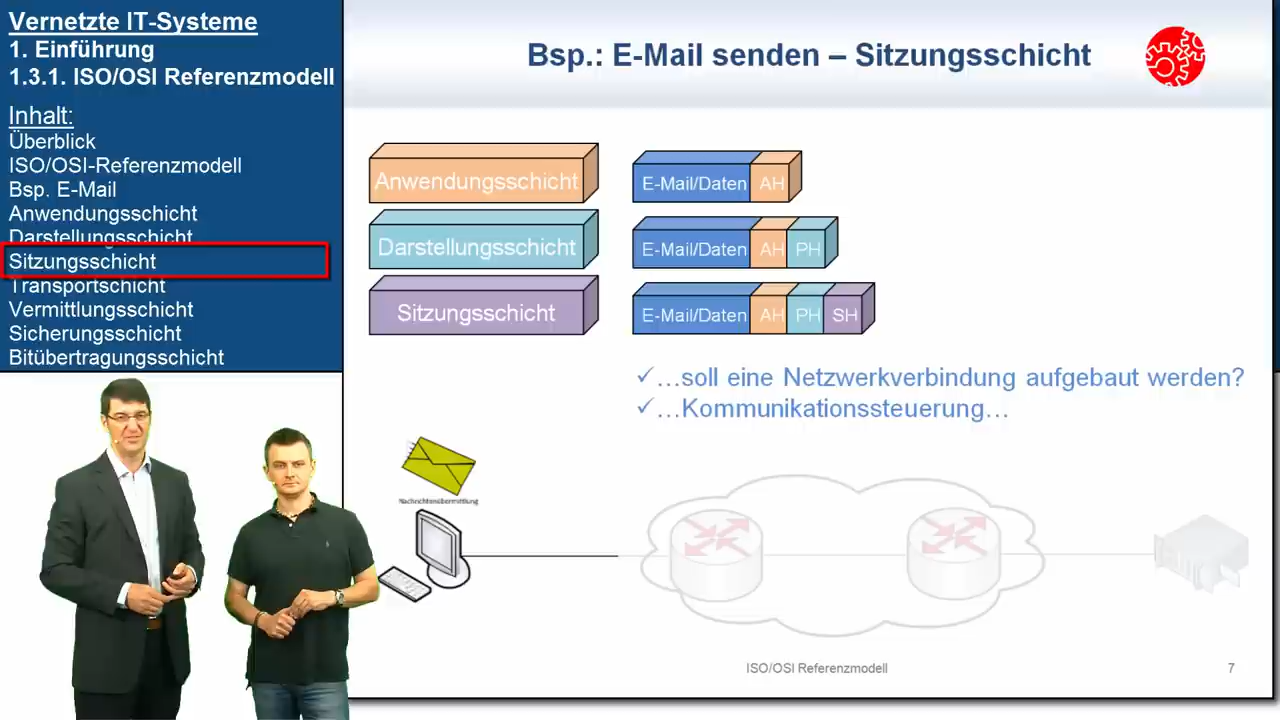 Vernetzte IT-Systeme
1. Einführung
1.3.1. ISO/OSI Referenzmodell
Inhalt:
Überblick
ISO/OSI-Referenzmodell
Bsp. E-Mail
Anwendungsschicht
Darstellungsschicht
Sitzungsschicht
Transportschicht
Vermittlungsschicht
Sicherungsschicht
Bitübertragungsschicht
Bsp.: E-Mail senden – Sitzungsschicht
Anwendungsschicht
E-Mail/Daten AH
Darstellungsschicht
E-Mail/Daten AH PH
Sitzungsschicht
E-Mail/Daten AH PH SH
✓…soll eine Netzwerkverbindung aufgebaut werden?
✓…Kommunikationssteuerung…
Nachrichtenübermittlung
ISO/OSI Referenzmodell
7